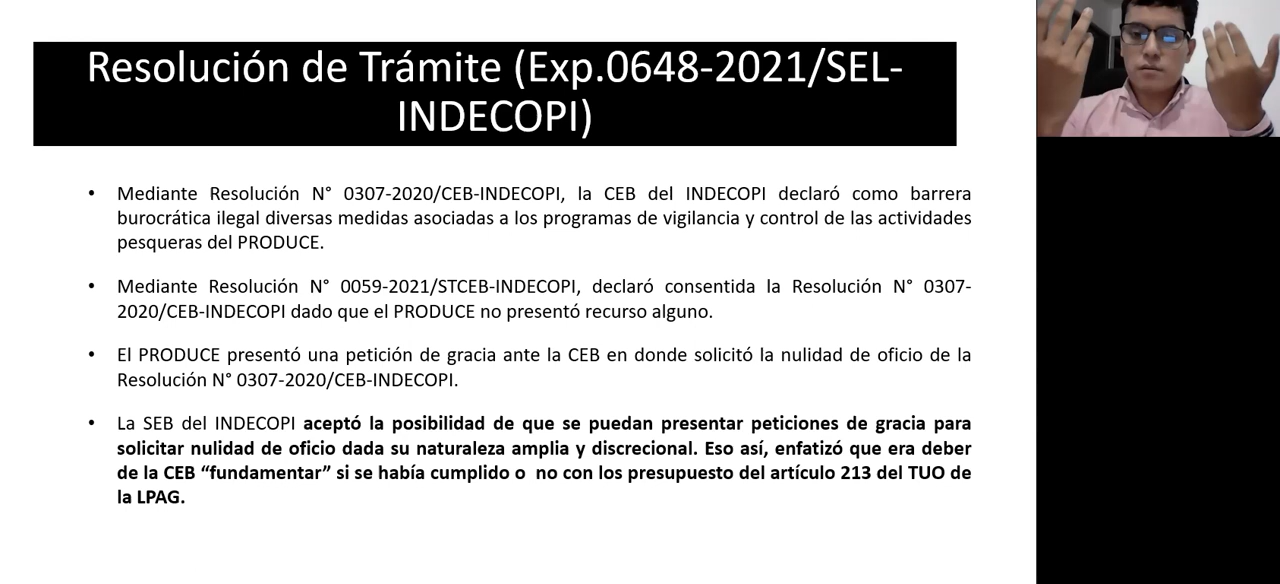 Resolución de Trámite (Exp.0648-2021/SEL-
INDECOPI)
• Mediante Resolución N° 0307-2020/CEB-INDECOPI, la CEB del INDECOPI declaró como barrera
burocrática ilegal diversas medidas asociadas a los programas de vigilancia y control de las actividades
pesqueras del PRODUCE.
• Mediante Resolución N° 0059-2021/STCEB-INDECOPI, declaró consentida la Resolución N° 0307-
2020/CEB-INDECOPI dado que el PRODUCE no presentó recurso alguno.
• El PRODUCE presentó una petición de gracia ante la CEB en donde solicitó la nulidad de oficio de la
Resolución N° 0307-2020/CEB-INDECOPI.
• La SEB del INDECOPI aceptó la posibilidad de que se puedan presentar peticiones de gracia para
solicitar nulidad de oficio dada su naturaleza amplia y discrecional. Eso así, enfatizó que era deber
de la CEB “fundamentar” si se había cumplido o no con los presupuesto del artículo 213 del TUO de
la LPAG.